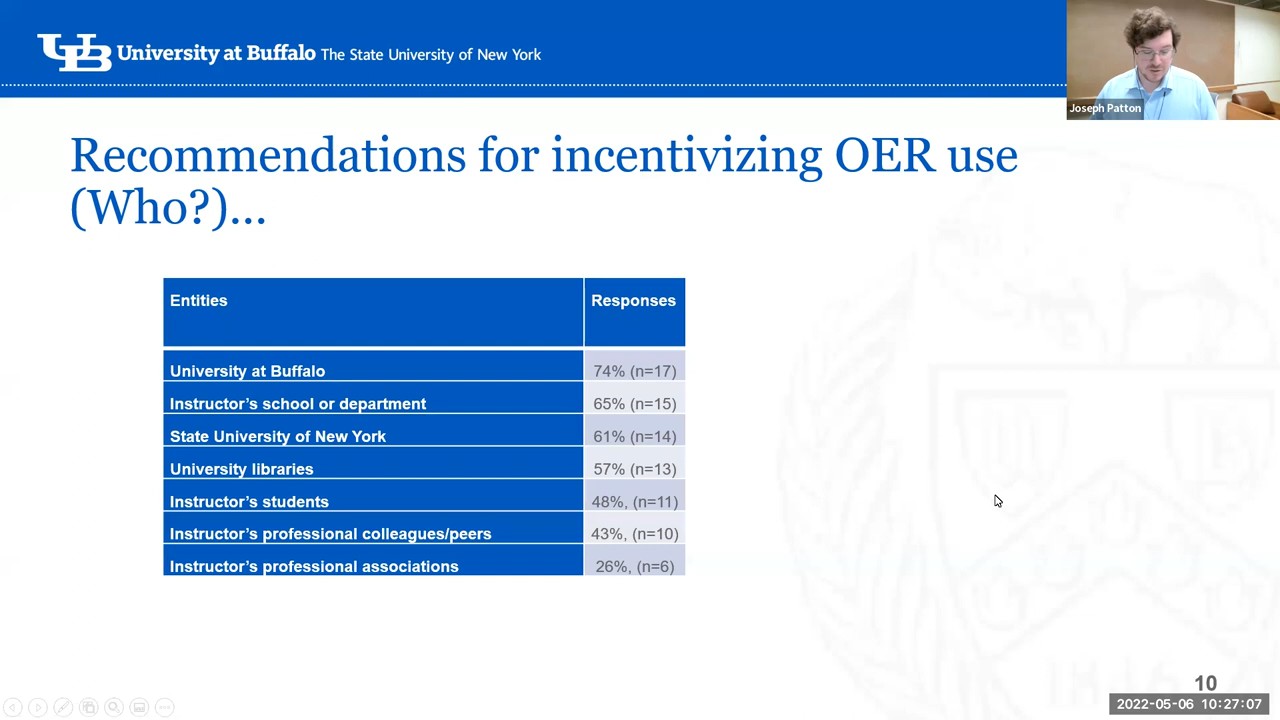 University at Buffalo The State University of New York
Joseph Patton
Recommendations for incentivizing OER use
(Who?)...
Entities Responses
University at Buffalo 74% (n=17)
Instructor's school or department 65% (n=15)
State University of New York 61% (n=14)
University libraries 57% (n=13)
Instructor's students 48%, (n=11)
Instructor's professional colleagues/peers 43%, (n=10)
Instructor's professional associations 26%, (n=6)
10
2022-05-06 10:27:07